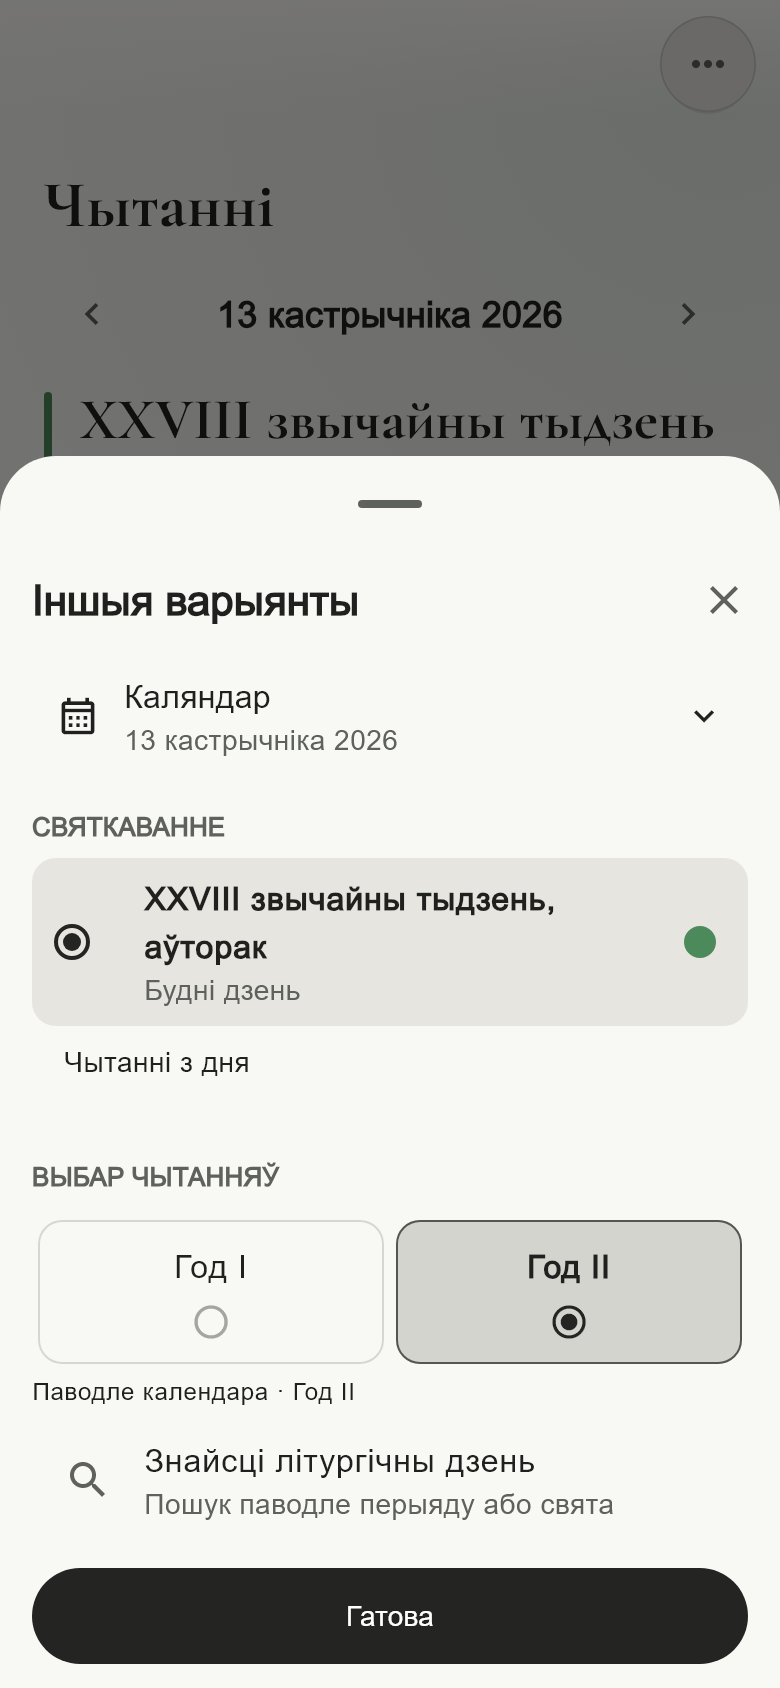 Чытанні
13 кастрычніка 2026
XXVIII звычайны тыдзень
Іншыя варыянты
Каляндар
13 кастрычніка 2026
СВЯТКАВАННЕ
XXVIII звычайны тыдзень,
аўторак
Будні дзень
Чытанні з дня
ВЫБАР ЧЫТАННЯЎ
Год I
Год II
Паводле календара · Год II
Знайсці літургічны дзень
Пошук паводле перыяду або свята
Гатова